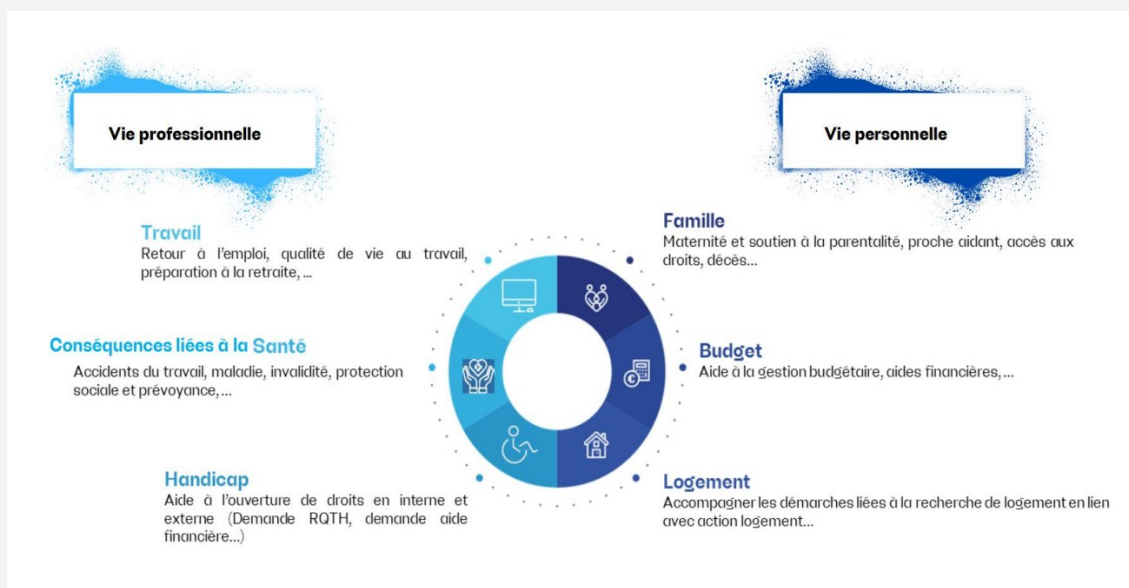 Vie professionnelle
Vie personnelle
Travail
Retour à l'emploi, qualité de vie au travail,
préparation à la retraite, ...
Conséquences liées à la Santé
Accidents du travail, maladie, invalidité, protection
sociale et prévoyance, ...
Handicap
Aide à l'ouverture de droits en interne et
externe (Demande RQTH, demande aide
financière...)
Famille
Maternité et soutien à la parentalité, proche aidant, accès aux
droits, décès...
Budget
Aide à la gestion budgétaire, aides financières, ...
Logement
Accompagner les démarches liées à la recherche de logement en lien
avec action logement...
€